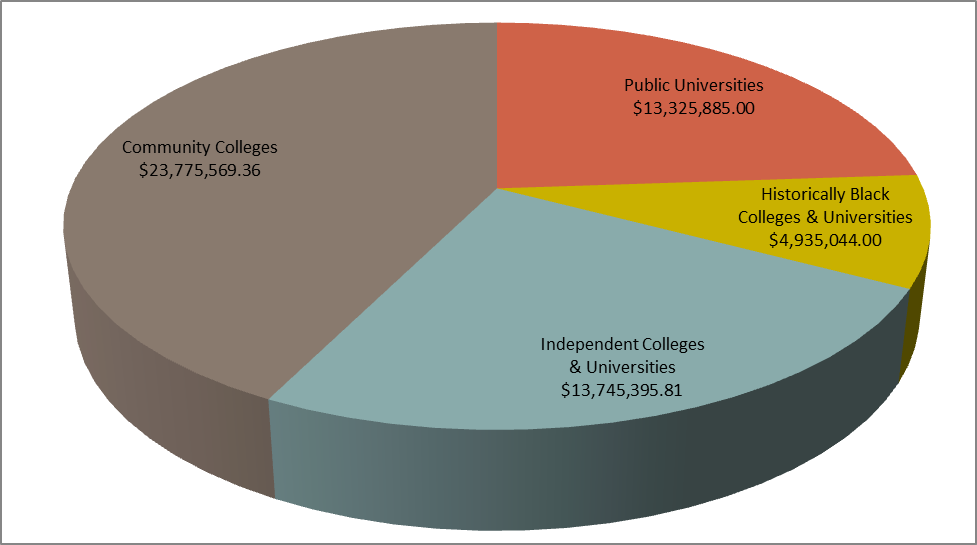 Public Universities
$13,325,885.00
Community Colleges
$23,775,569.36
Historically Black
Colleges & Universities
$4,935,044.00
Independent Colleges
& Universities
$13,745,395.81